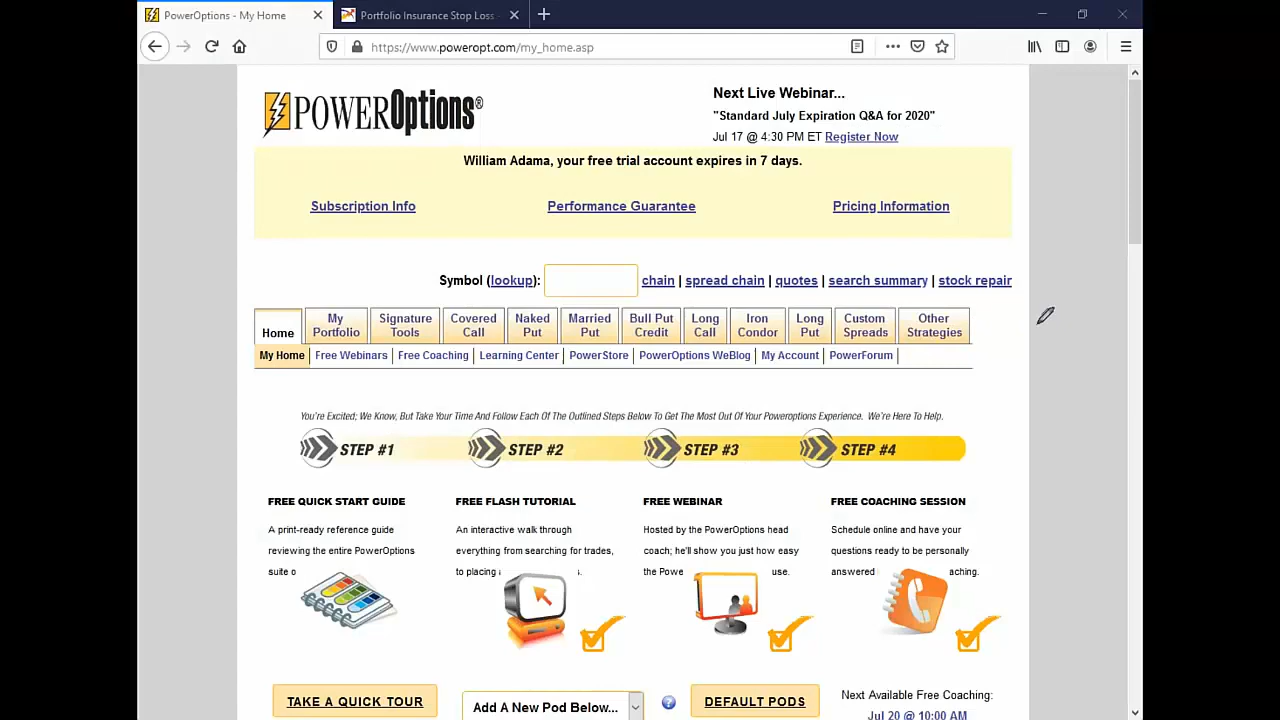 PowerOptions - My Home
Portfolio Insurance Stop Loss
https://www.poweropt.com/my_home.asp
POWEROptions®
Next Live Webinar...
"Standard July Expiration Q&A for 2020"
Jul 17 @ 4:30 PM ET Register Now
William Adama, your free trial account expires in 7 days.
Subscription Info Performance Guarantee Pricing Information
Symbol (lookup): chain | spread chain | quotes | search summary | stock repair
Home My Portfolio Signature Tools Covered Call Naked Put Married Put Bull Put Credit Long Call Iron Condor Long Put Custom Spreads Other Strategies
My Home Free Webinars Free Coaching Learning Center PowerStore PowerOptions WeBlog My Account PowerForum
You're Excited; We Know, But Take Your Time And Follow Each Of The Outlined Steps Below To Get The Most Out Of Your Poweroptions Experience. We're Here To Help.
STEP #1 STEP #2 STEP #3 STEP #4
FREE QUICK START GUIDE
A print-ready reference guide
reviewing the entire PowerOptions
suite o
FREE FLASH TUTORIAL
An interactive walk through
everything from searching for trades,
to placing
FREE WEBINAR
Hosted by the PowerOptions head
coach; he'll show you just how easy
the Powe use.
FREE COACHING SESSION
Schedule online and have your
questions ready to be personally
answered aching.
TAKE A QUICK TOUR
Add A New Pod Below...
DEFAULT PODS
Next Available Free Coaching:
Jul 20 @ 10:00 AM